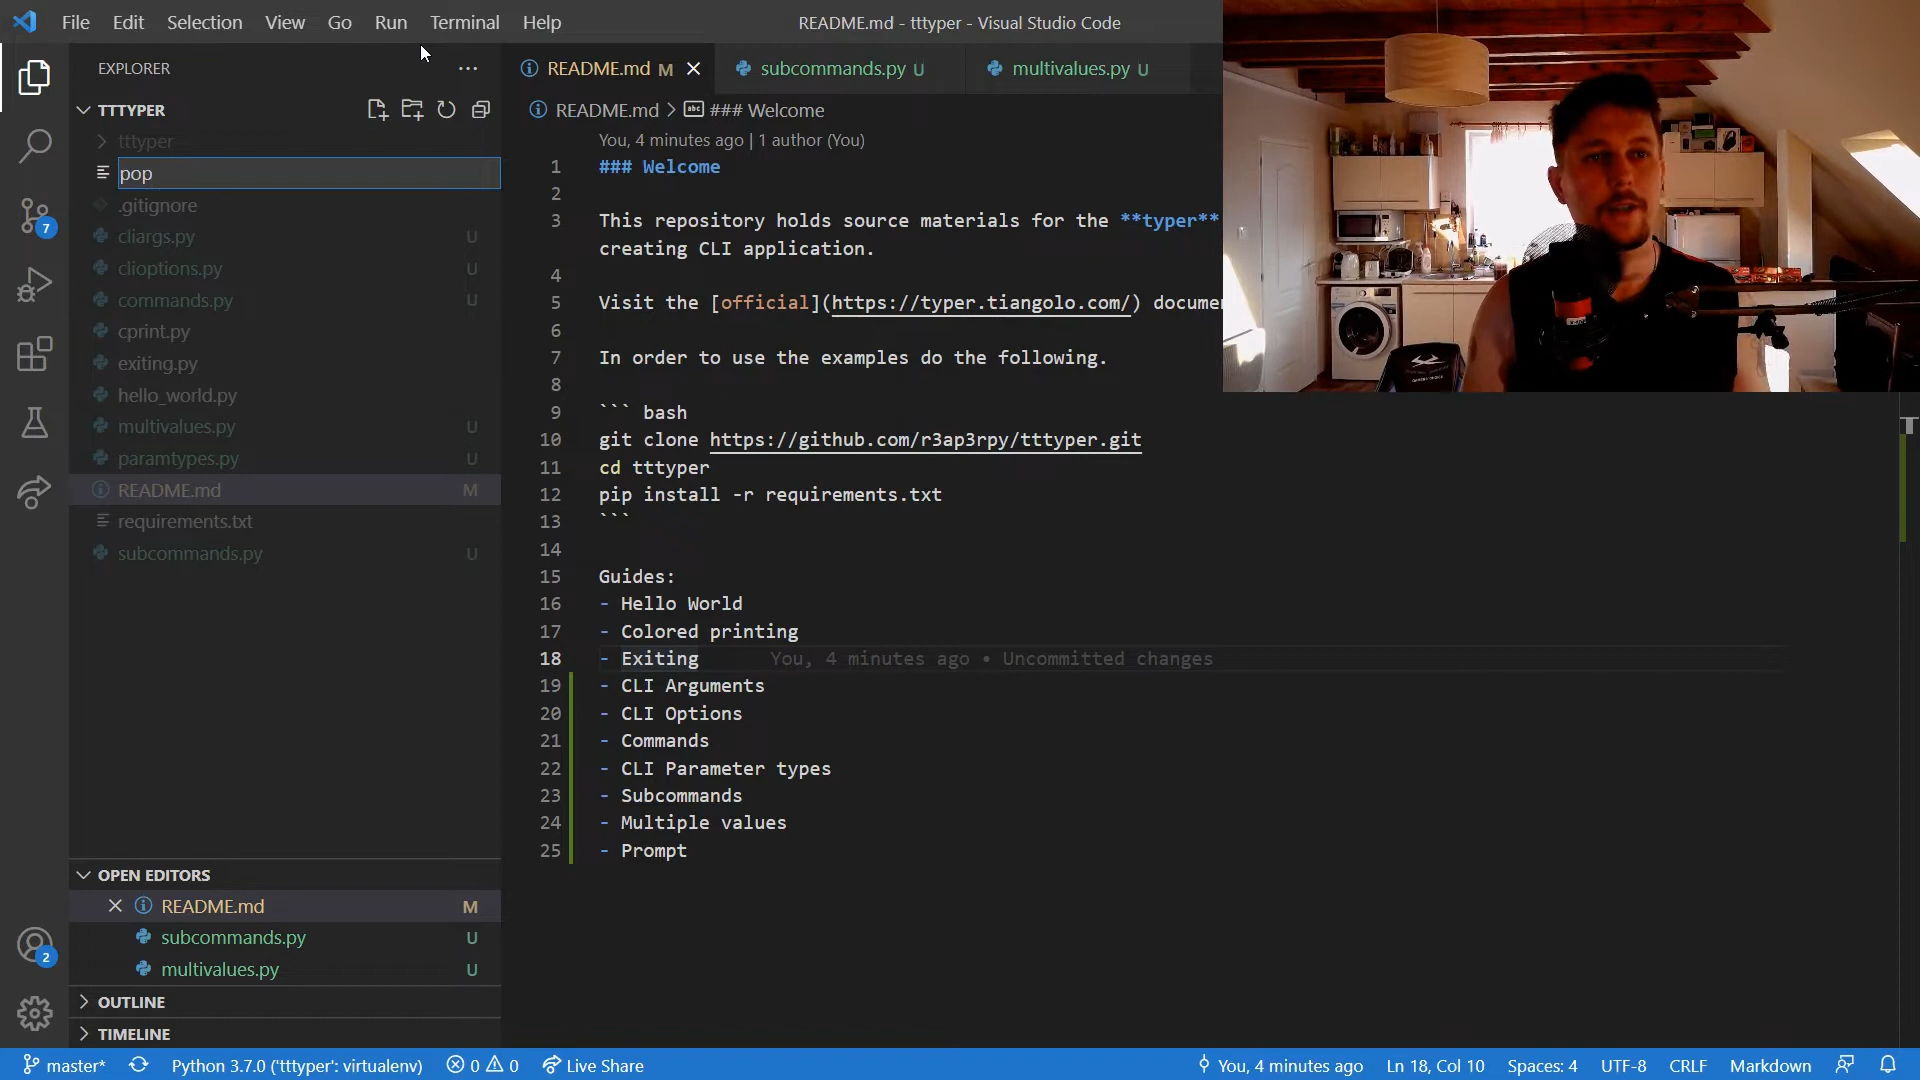 File Edit Selection View Go Run Terminal Help
README.md - tttyper - Visual Studio Code
EXPLORER
TTTYPER
tttyper
pop
.gitignore
cliargs.py U
clioptions.py U
commands.py U
cprint.py
exiting.py
hello_world.py
multivalues.py U
paramtypes.py U
README.md M
requirements.txt
subcommands.py U
OPEN EDITORS
README.md M
subcommands.py U
multivalues.py U
OUTLINE
TIMELINE
7
2
README.md M subcommands.py U multivalues.py U
README.md > ### Welcome
You, 4 minutes ago | 1 author (You)
1 ### Welcome
2
3 This repository holds source materials for the **typer**
creating CLI application.
4
5 Visit the [official](https://typer.tiangolo.com/) docume
6
7 In order to use the examples do the following.
8
9 ``` bash
10 git clone https://github.com/r3ap3rpy/tttyper.git
11 cd tttyper
12 pip install -r requirements.txt
13 ```
14
15 Guides:
16 - Hello World
17 - Colored printing
18 - Exiting You, 4 minutes ago • Uncommitted changes
19 - CLI Arguments
20 - CLI Options
21 - Commands
22 - CLI Parameter types
23 - Subcommands
24 - Multiple values
25 - Prompt
master* Python 3.7.0 ('tttyper': virtualenv) 0 0 Live Share You, 4 minutes ago Ln 18, Col 10 Spaces: 4 UTF-8 CRLF Markdown